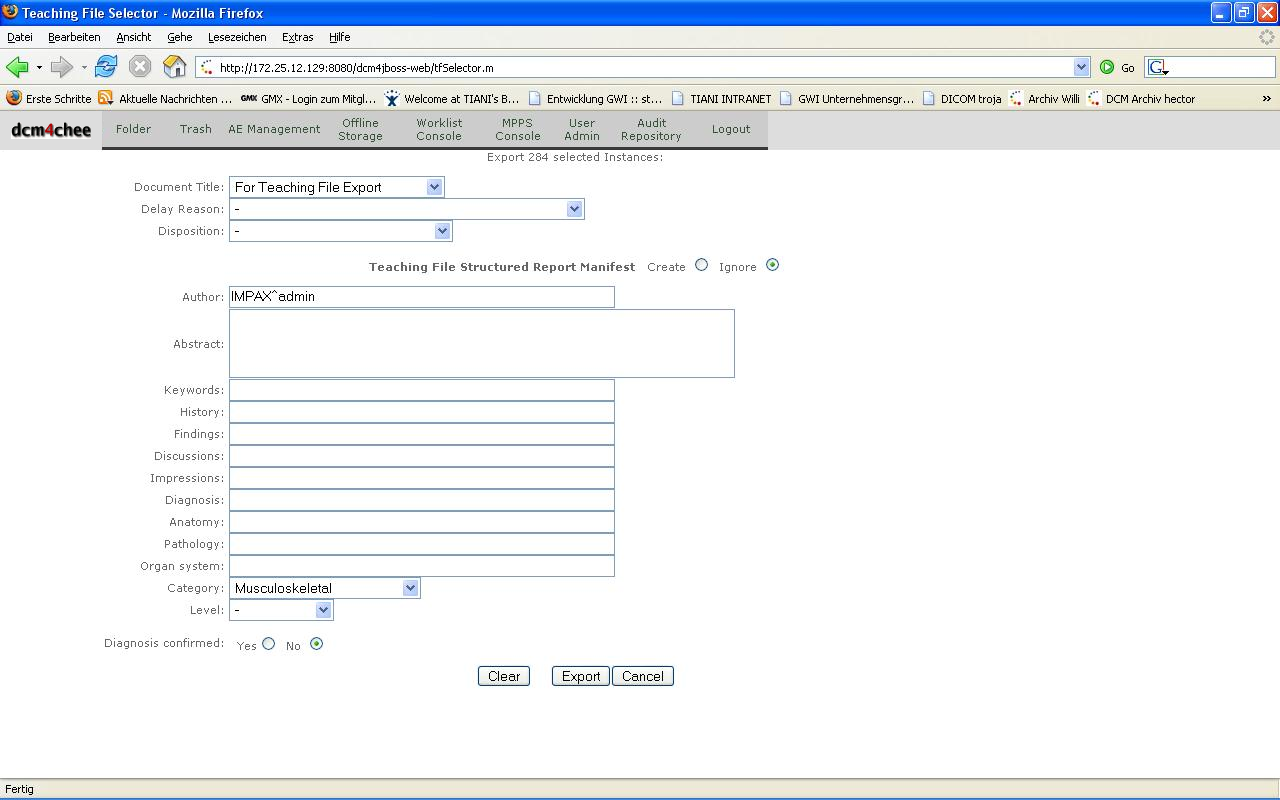 Teaching File Selector - Mozilla Firefox
Datei Bearbeiten Ansicht Gehe Lesezeichen Extras Hilfe
http://172.25.12.129:8080/dcm4jboss-web/tfSelector.m Go G
Erste Schritte Aktuelle Nachrichten ... GMX GMX - Login zum Mitgl... Welcome at TIANI's B... Entwicklung GWI :: st... TIANI INTRANET GWI Unternehmensgr... DICOM troja Archiv Willi DCM Archiv hector »
dcm4chee Folder Trash AE Management Offline Storage Worklist Console MPPS Console User Admin Audit Repository Logout
Export 284 selected Instances:
Document Title: For Teaching File Export
Delay Reason: -
Disposition: -
Teaching File Structured Report Manifest Create Ignore
Author: IMPAX^admin
Abstract:
Keywords:
History:
Findings:
Discussions:
Impressions:
Diagnosis:
Anatomy:
Pathology:
Organ system:
Category: Musculoskeletal
Level: -
Diagnosis confirmed: Yes No
Clear Export Cancel
Fertig